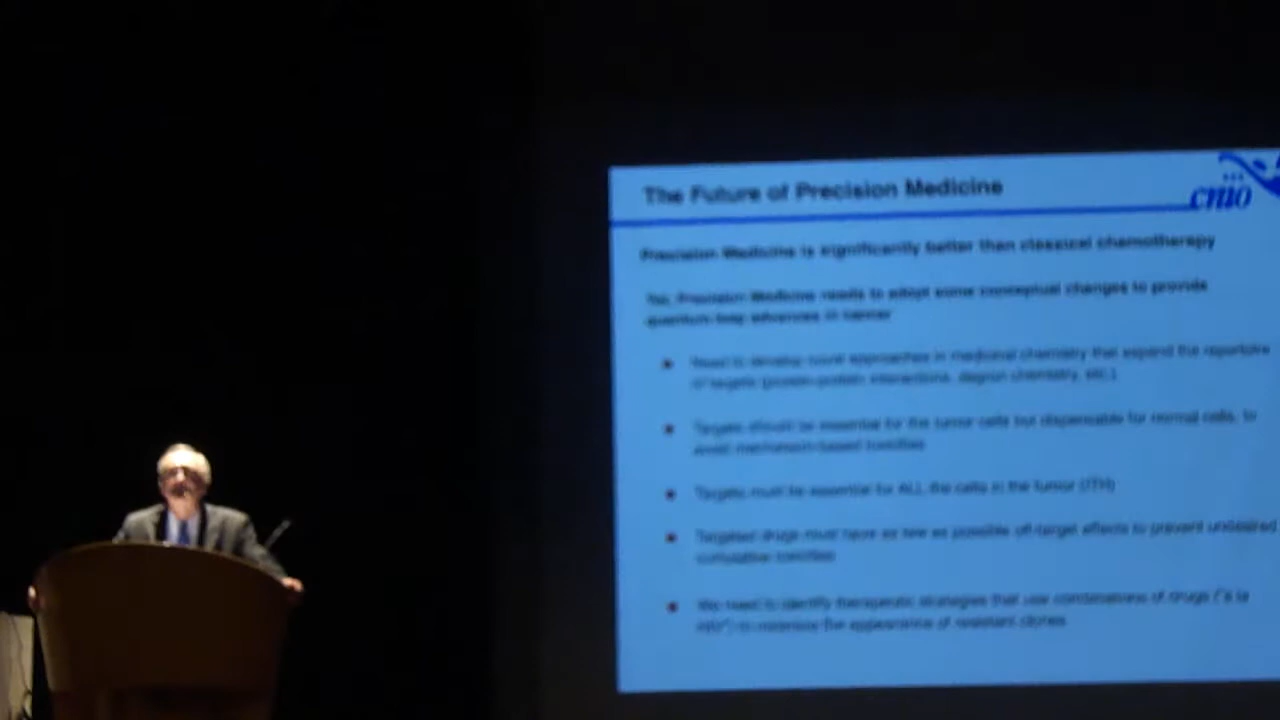 The Future of Precision Medicine
cnio
Precision Medicine is significantly better than classical chemotherapy
Yet, Precision Medicine needs to adopt some conceptual changes to provide
quantum leap advances in cancer
Need to develop novel approaches in medicinal chemistry that expand the repertoire
of targets (protein-protein interactions, degron chemistry, etc.)
Targets should be essential for the tumor cells but dispensable for normal cells, to
avoid mechanism-based toxicities
Targets must be essential for ALL the cells in the tumor (ITH)
Targeted drugs must have as few as possible off-target effects to prevent undesired
cumulative toxicities
We need to identify therapeutic strategies that use combinations of drugs ("a la
to minimize the appearance of resistant clones